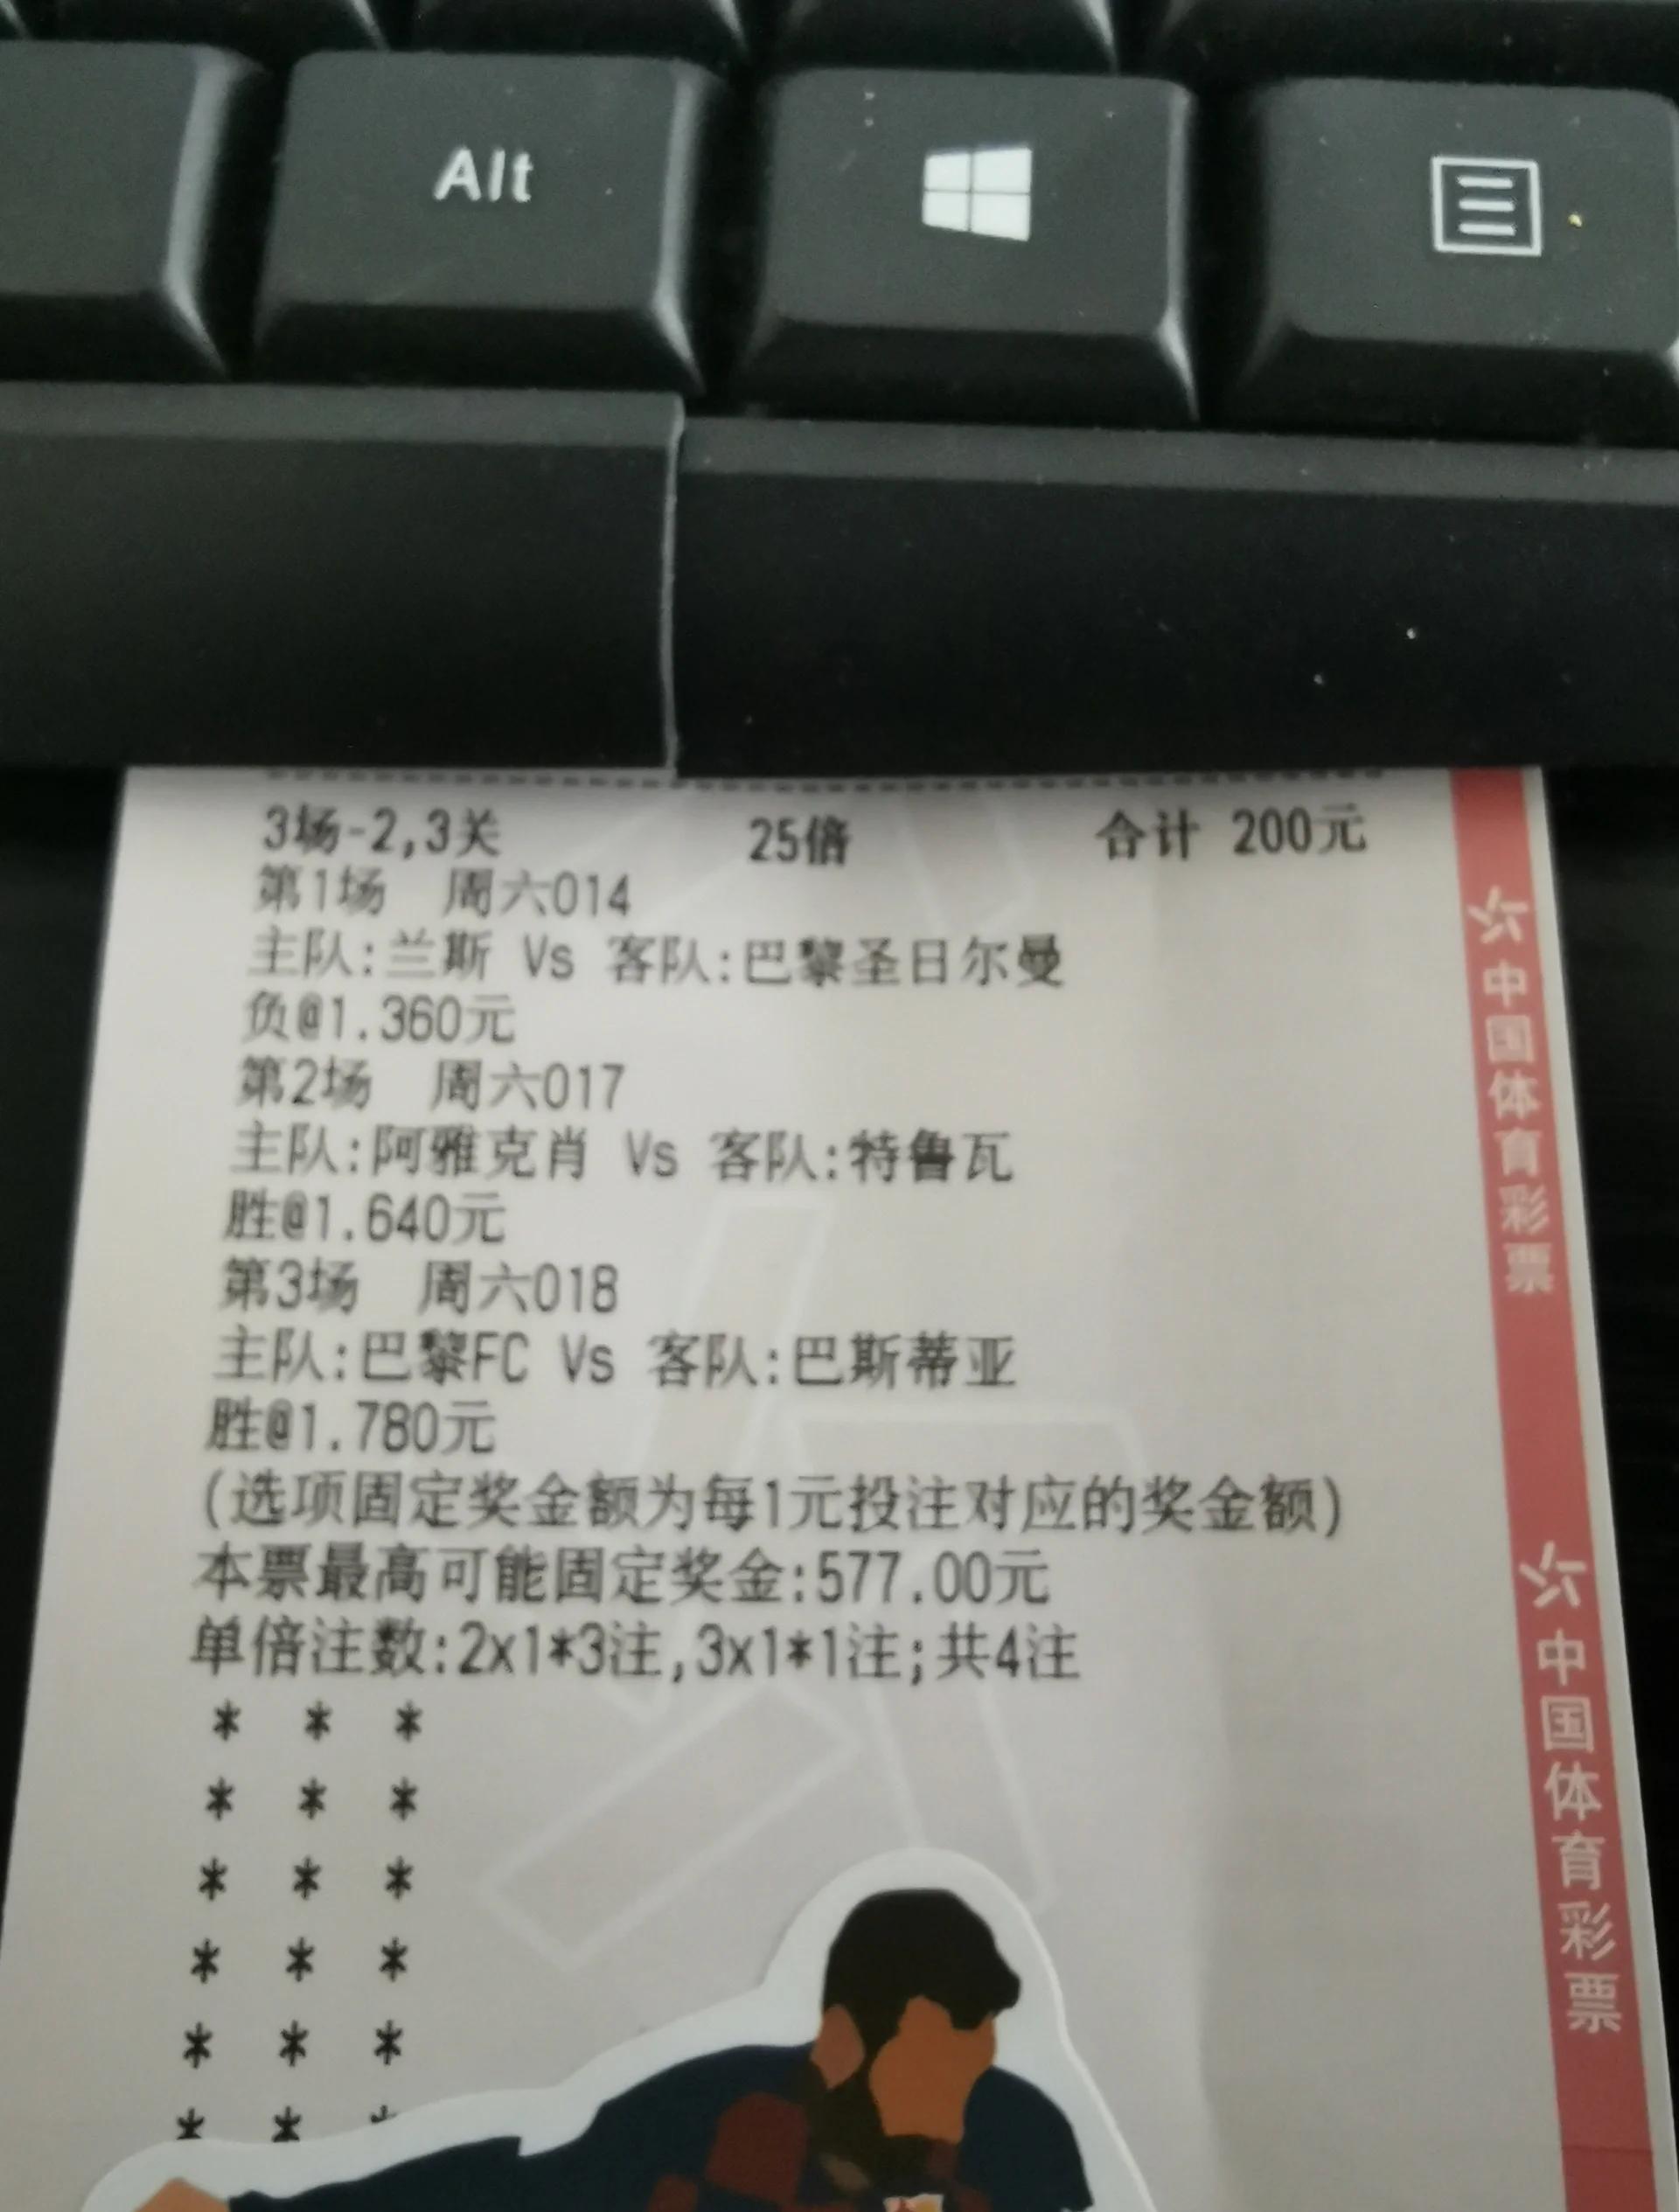 Alt
3场-2,3关 25倍 合计 200元
第1场 周六014
主队:兰斯 Vs 客队:巴黎圣日尔曼
负@1.360元
第2场 周六017
主队:阿雅克肖 Vs 客队:特鲁瓦
胜@1.640元
第3场 周六018
主队:巴黎FC Vs 客队:巴斯蒂亚
胜@1.780元
(选项固定奖金额为每1元投注对应的奖金额)
本票最高可能固定奖金:577.00元
单倍注数:2x1*3注,3x1*1注;共4注
* * *
* * *
* * *
* * *
* * *
* * *
中国体育彩票
中国体育彩票